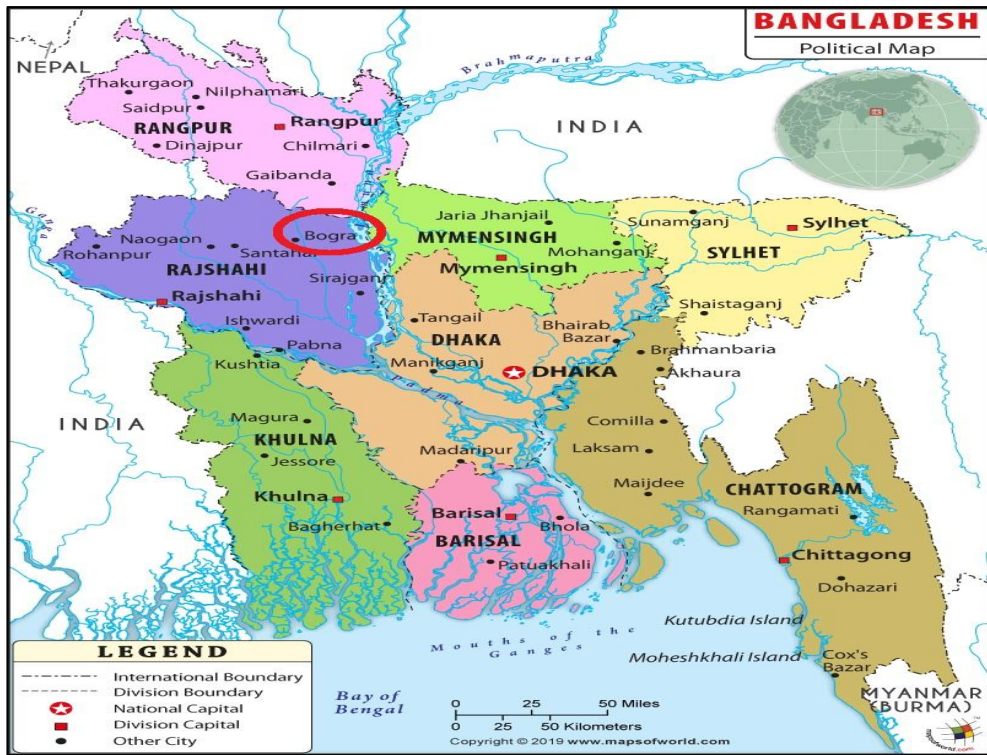 BANGLADESH
Political Map
NEPAL
Brahmaputra
INDIA
Thakurgaon
Nilphamari
Saidpur
Rangpur
RANGPUR
Dinajpur
Chilmari
Gaibanda
Bogra
Naogaon
Rohanpur
Santahar
RAJSHAHI
Sirajganj
Rajshahi
Ishwardi
Pabna
Jaria Jhanjail
MYMENSINGH
Mohanganj
Mymensingh
Sunamganj
Sylhet
SYLHET
Shaistaganj
Tangail
DHAKA
Bhairab
Bazar
Manikganj
DHAKA
Padma
Brahmanbaria
Akhaura
Kushtia
INDIA
Magura
KHULNA
Jessore
Khulna
Bagherhat
Madaripur
Comilla
Laksam
Maijdee
Barisal
Bhola
BARISAL
Patuakhali
CHATTOGRAM
Rangamati
Chittagong
Dohazari
Kutubdia Island
Moheshkhali Island
Cox's
Bazar
Mouths of the
Ganges
Bay of
Bengal
MYANMAR
(BURMA)
LEGEND
International Boundary
Division Boundary
National Capital
Division Capital
Other City
0 25 50 Miles
0 25 50 Kilometers
Copyright © 2019 www.mapsofworld.com
mapsofworld.com